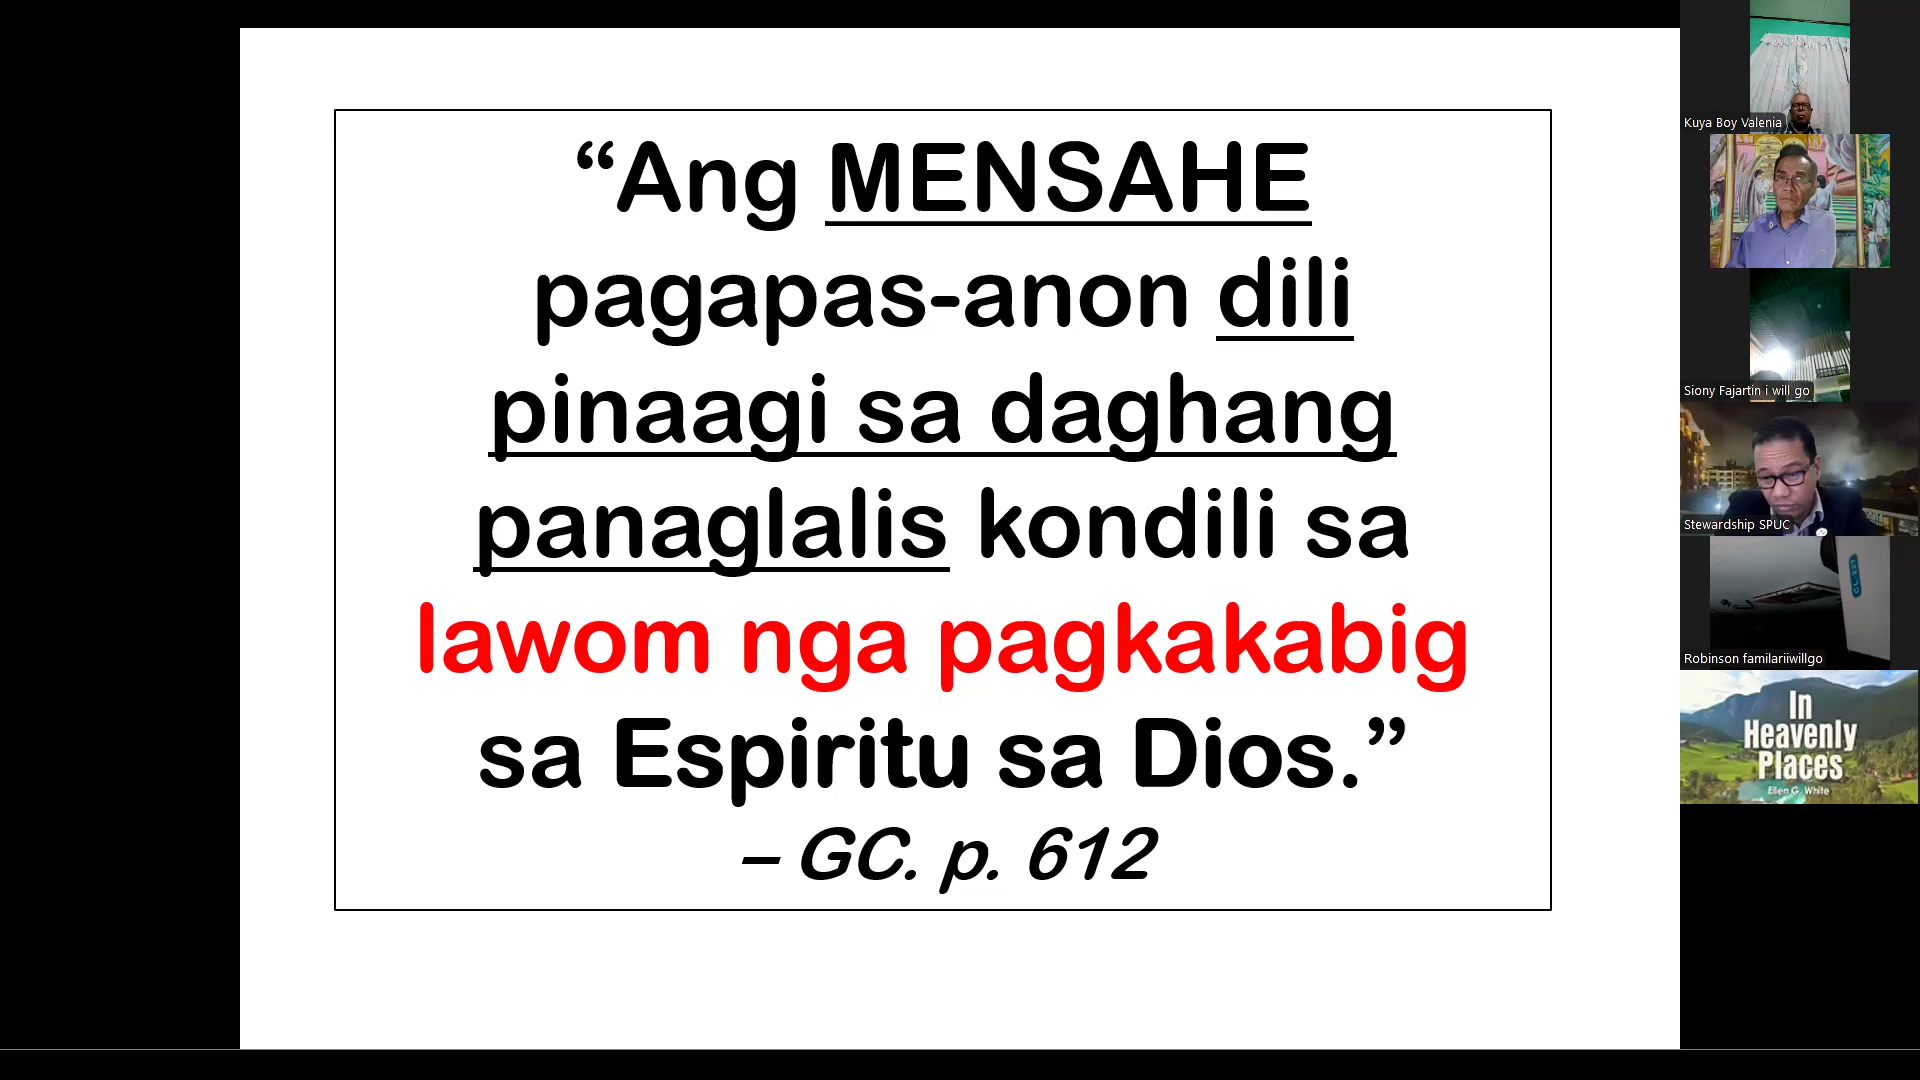 “Ang MENSAHE
pagapas-anon dili
pinaagi sa daghang
panaglalis kondili sa
lawom nga pagkakabig
sa Espiritu sa Dios.”
– GC. p. 612
Kuya Boy Valenia
Siony Fajartin i will go
Stewardship SPUC
Robinson familariiwillgo
In
Heavenly
Places
Ellen G. White